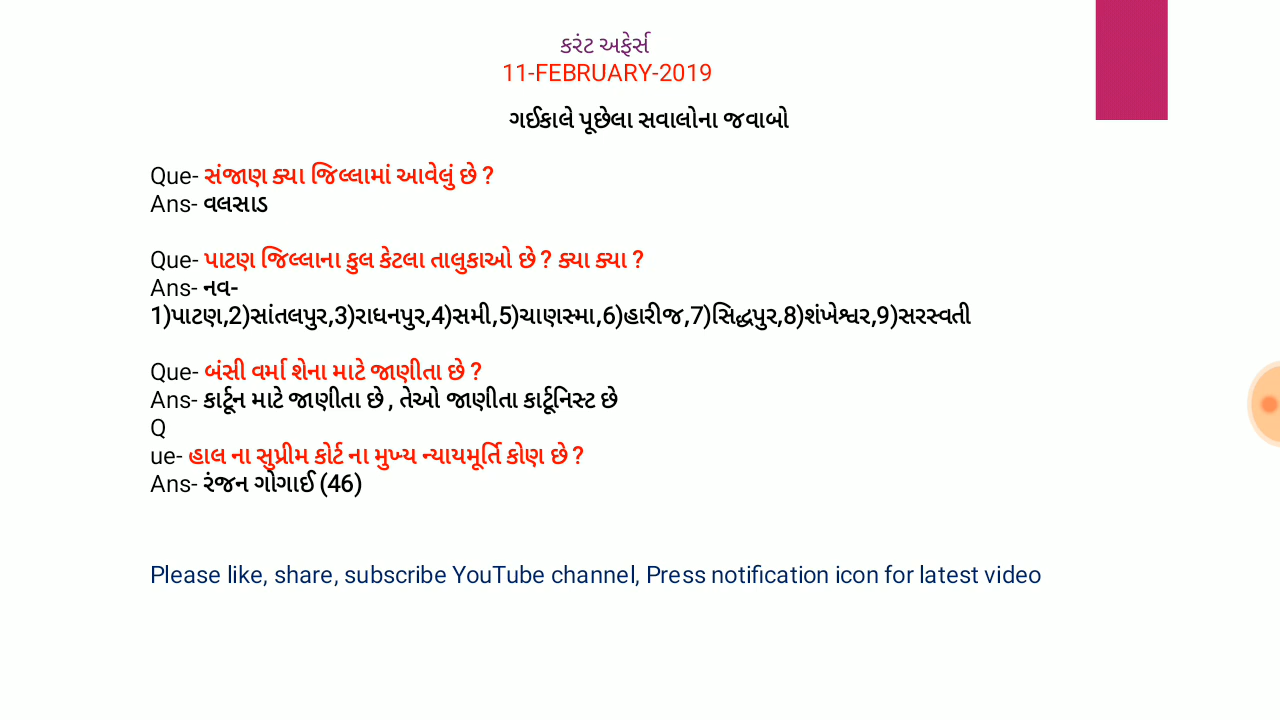 કરંટ અફેર્સ
11-FEBRUARY-2019
ગઈકાલે પૂછેલા સવાલોના જવાબો
Que- સંજાણ ક્યા જિલ્લામાં આવેલું છે ?
Ans- વલસાડ
Que- પાટણ જિલ્લાના કુલ કેટલા તાલુકાઓ છે ? ક્યા ક્યા ?
Ans- નવ-
1)પાટણ,2)સાંતલપુર,3)રાધનપુર,4)સમી,5)ચાણસ્મા,6)હારીજ,7)સિદ્ધપુર,8)શંખેશ્વર,9)સરસ્વતી
Que- બંસી વર્મા શેના માટે જાણીતા છે ?
Ans- કાર્ટૂન માટે જાણીતા છે , તેઓ જાણીતા કાર્ટૂનિસ્ટ છે
Q
ue- હાલ ના સુપ્રીમ કોર્ટ ના મુખ્ય ન્યાયમૂર્તિ કોણ છે ?
Ans- રંજન ગોગાઈ (46)
Please like, share, subscribe YouTube channel, Press notification icon for latest video